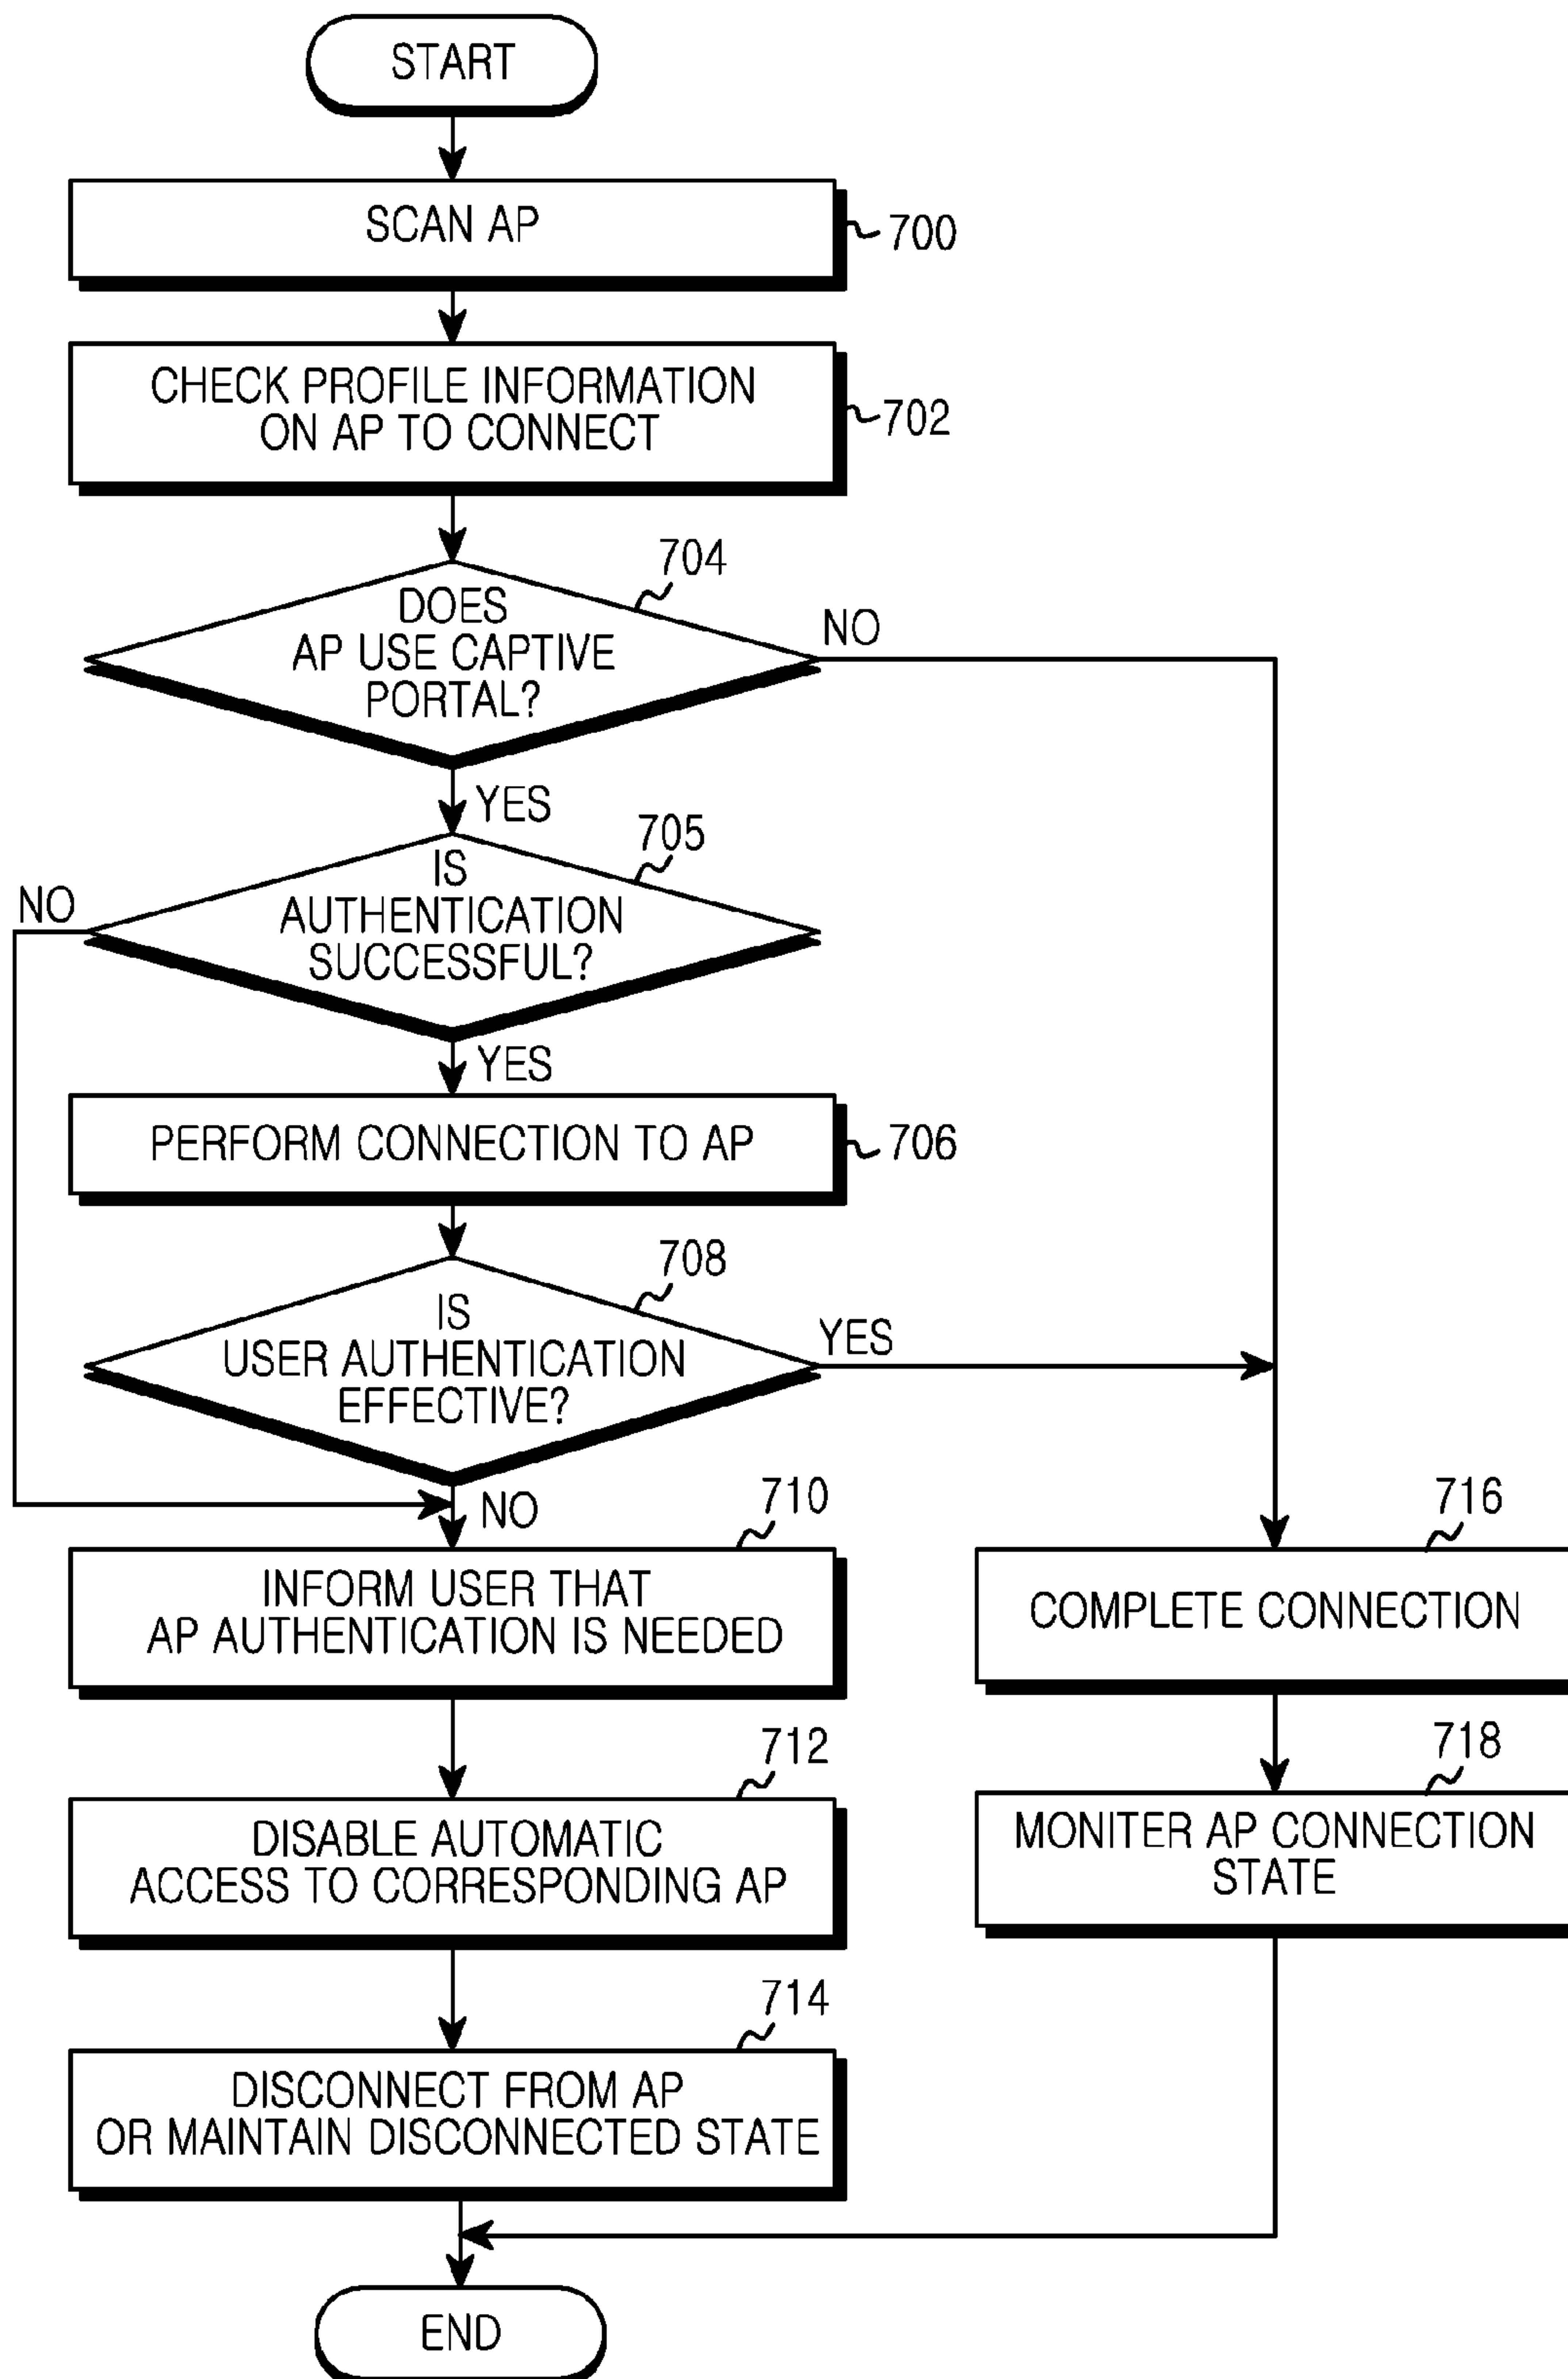 START
SCAN AP
700
CHECK PROFILE INFORMATION
ON AP TO CONNECT
702
704
DOES
AP USE CAPTIVE
PORTAL?
NO
YES
705
IS
AUTHENTICATION
SUCCESSFUL?
NO
YES
PERFORM CONNECTION TO AP
706
708
IS
USER AUTHENTICATION
EFFECTIVE?
YES
NO
710
INFORM USER THAT
AP AUTHENTICATION IS NEEDED
716
COMPLETE CONNECTION
712
DISABLE AUTOMATIC
ACCESS TO CORRESPONDING AP
718
MONITER AP CONNECTION
STATE
714
DISCONNECT FROM AP
OR MAINTAIN DISCONNECTED STATE
END